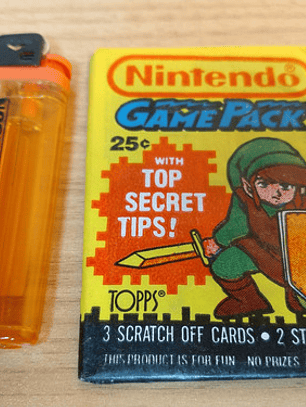 Nintendo®
GAME PACK
25¢
WITH
TOP
SECRET
TIPS!
TOPPS®
3 SCRATCH OFF CARDS • 2 ST
THIS PRODUCT IS FOR FUN NO PRIZES